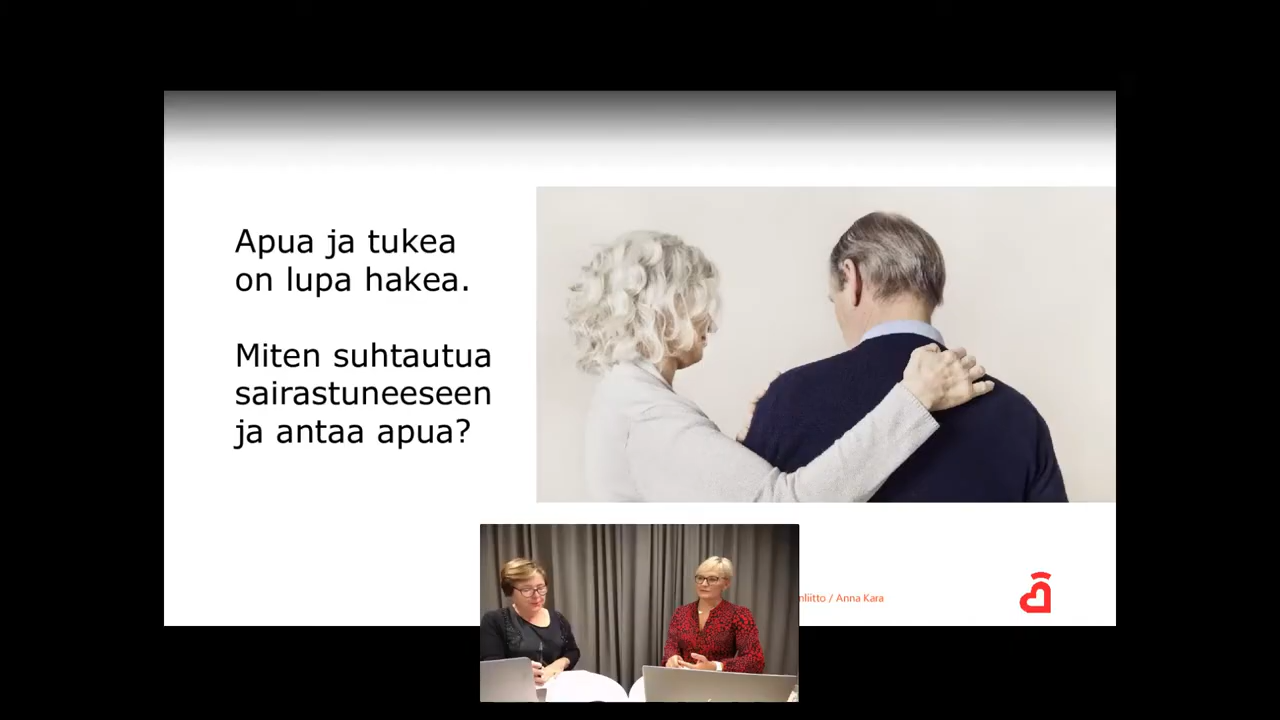 Apua ja tukea
on lupa hakea.
Miten suhtautua
sairastuneeseen
ja antaa apua?
/ Anna Kara